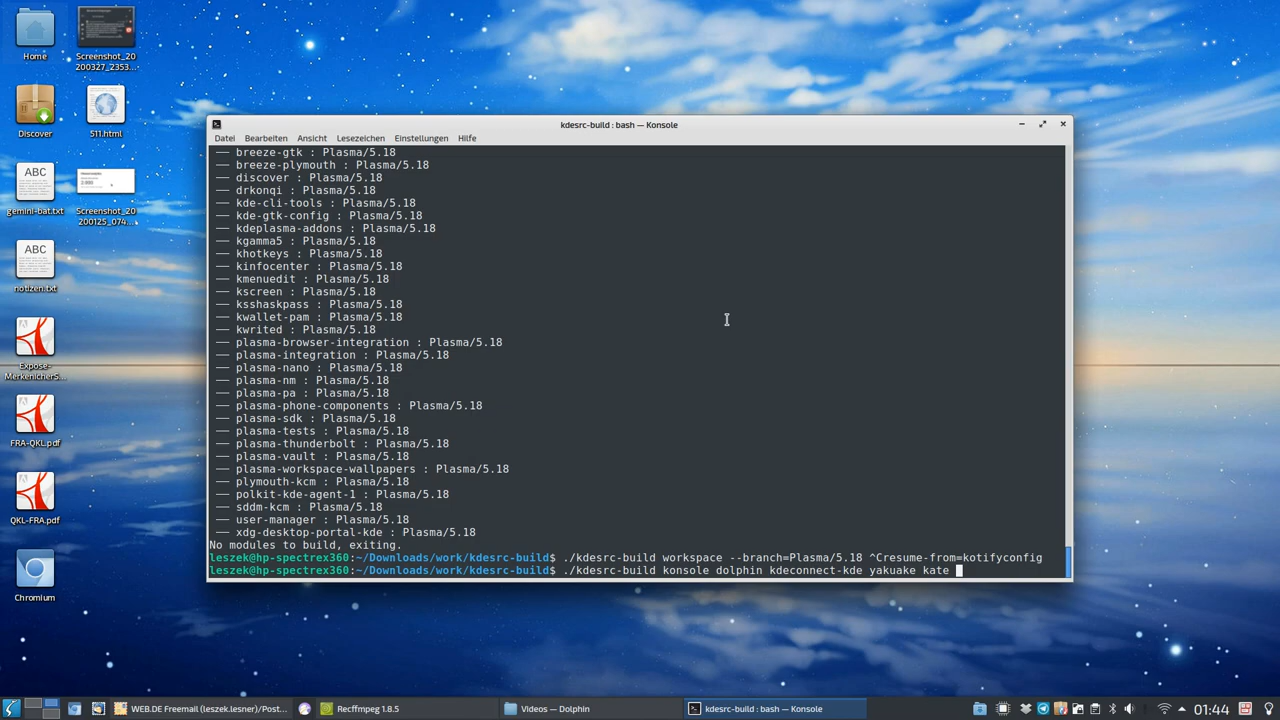 Home
Screenshot_20
200327_2353...
Discover
511.html
ABC
gemini-bat.txt
Screenshot_20
200125_074...
ABC
notizen.txt
Expose-
MerkenicherS...
FRA-QKL.pdf
QKL-FRA.pdf
Chromium
kdesrc-build : bash — Konsole
Datei Bearbeiten Ansicht Lesezeichen Einstellungen Hilfe
── breeze-gtk : Plasma/5.18
── breeze-plymouth : Plasma/5.18
── discover : Plasma/5.18
── drkonqi : Plasma/5.18
── kde-cli-tools : Plasma/5.18
── kde-gtk-config : Plasma/5.18
── kdeplasma-addons : Plasma/5.18
── kgamma5 : Plasma/5.18
── khotkeys : Plasma/5.18
── kinfocenter : Plasma/5.18
── kmenuedit : Plasma/5.18
── kscreen : Plasma/5.18
── ksshaskpass : Plasma/5.18
── kwallet-pam : Plasma/5.18
── kwrited : Plasma/5.18
── plasma-browser-integration : Plasma/5.18
── plasma-integration : Plasma/5.18
── plasma-nano : Plasma/5.18
── plasma-nm : Plasma/5.18
── plasma-pa : Plasma/5.18
── plasma-phone-components : Plasma/5.18
── plasma-sdk : Plasma/5.18
── plasma-tests : Plasma/5.18
── plasma-thunderbolt : Plasma/5.18
── plasma-vault : Plasma/5.18
── plasma-workspace-wallpapers : Plasma/5.18
── plymouth-kcm : Plasma/5.18
── polkit-kde-agent-1 : Plasma/5.18
── sddm-kcm : Plasma/5.18
── user-manager : Plasma/5.18
── xdg-desktop-portal-kde : Plasma/5.18
No modules to build, exiting.
leszek@hp-spectrex360:~/Downloads/work/kdesrc-build$ ./kdesrc-build workspace --branch=Plasma/5.18 ^Cresume-from=kotifyconfig
leszek@hp-spectrex360:~/Downloads/work/kdesrc-build$ ./kdesrc-build konsole dolphin kdeconnect-kde yakuake kate
WEB.DE Freemail (leszek.lesner)/Post...
Recffmpeg 1.8.5
Videos — Dolphin
kdesrc-build : bash — Konsole
01:44